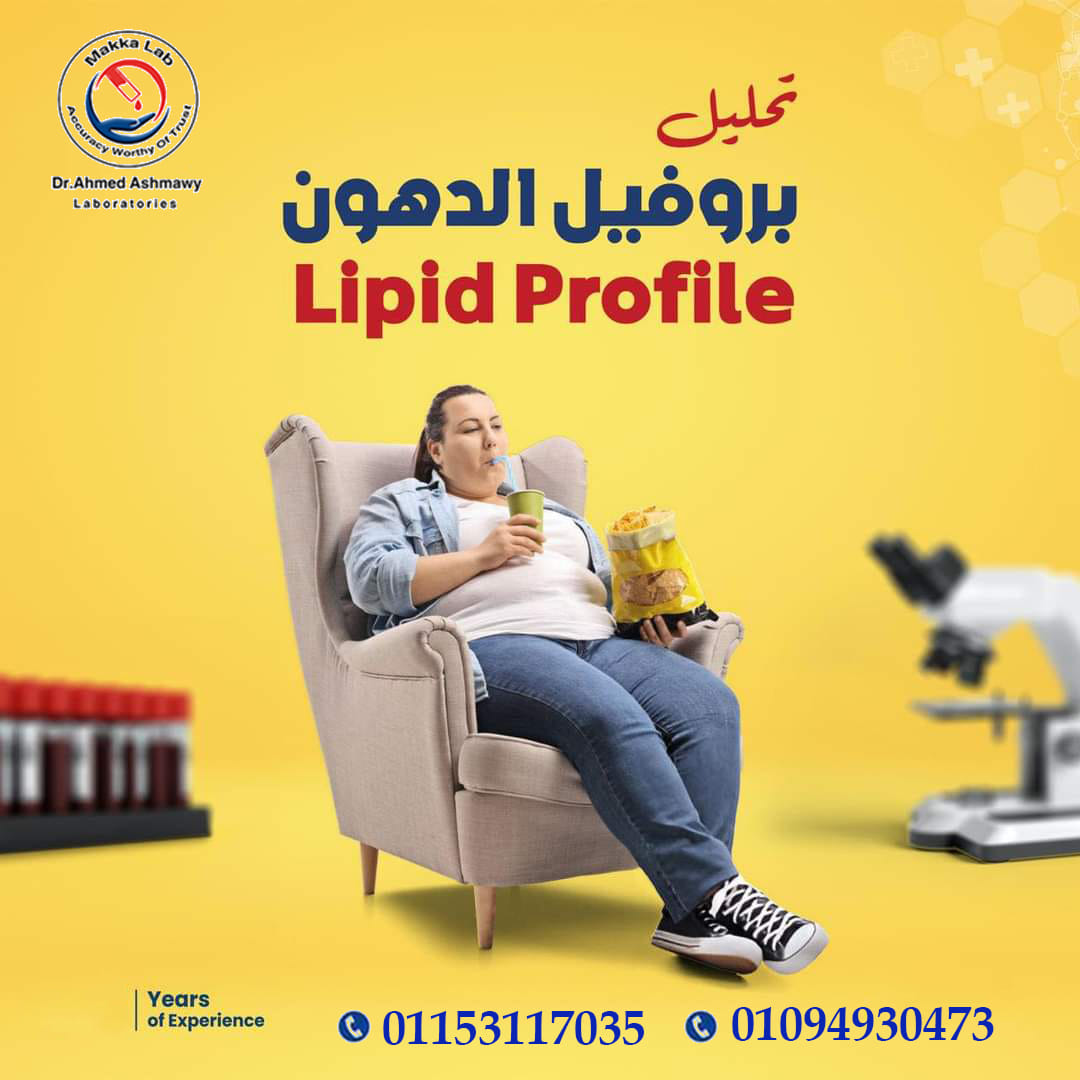 Makka Lab
Accuracy Worthy Of Trust
Dr.Ahmed Ashmawy
Laboratories
تحليل
بروفيل الدهون
Lipid Profile
Years
of Experience
01153117035
01094930473